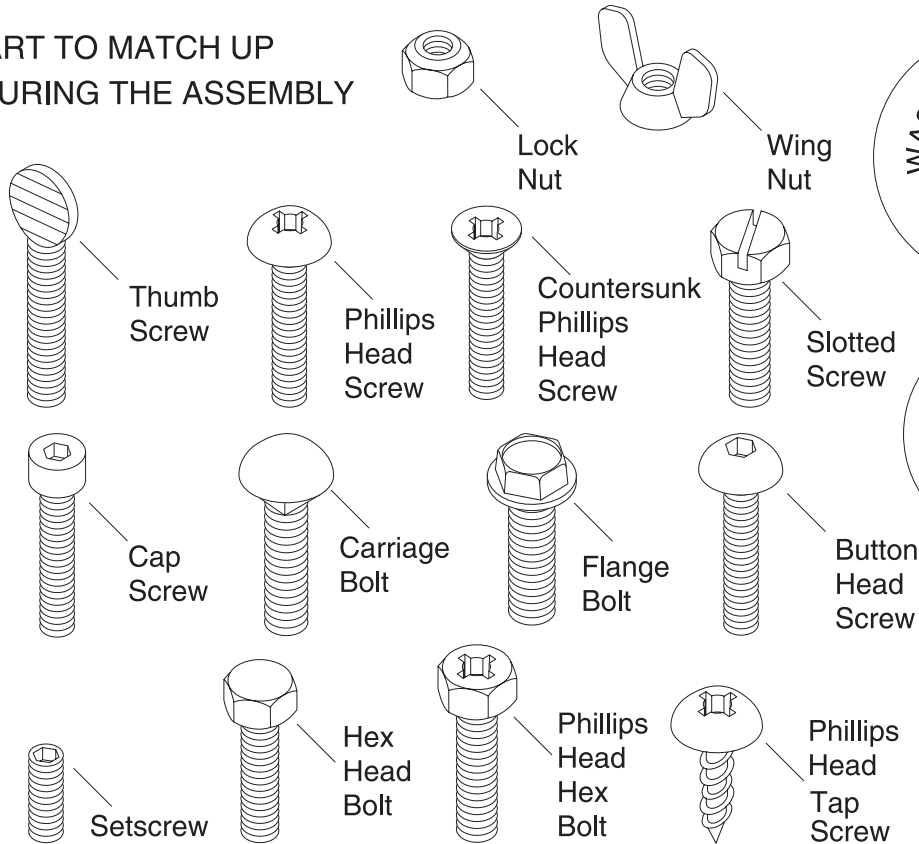 ART TO MATCH UP
URING THE ASSEMBLY
Lock
Nut
Wing
Nut
Thumb
Screw
Phillips
Head
Screw
Countersunk
Phillips
Head
Screw
Slotted
Screw
Cap
Screw
Carriage
Bolt
Flange
Bolt
Button
Head
Screw
Setscrew
Hex
Head
Bolt
Phillips
Head
Hex
Bolt
Phillips
Head
Tap
Screw